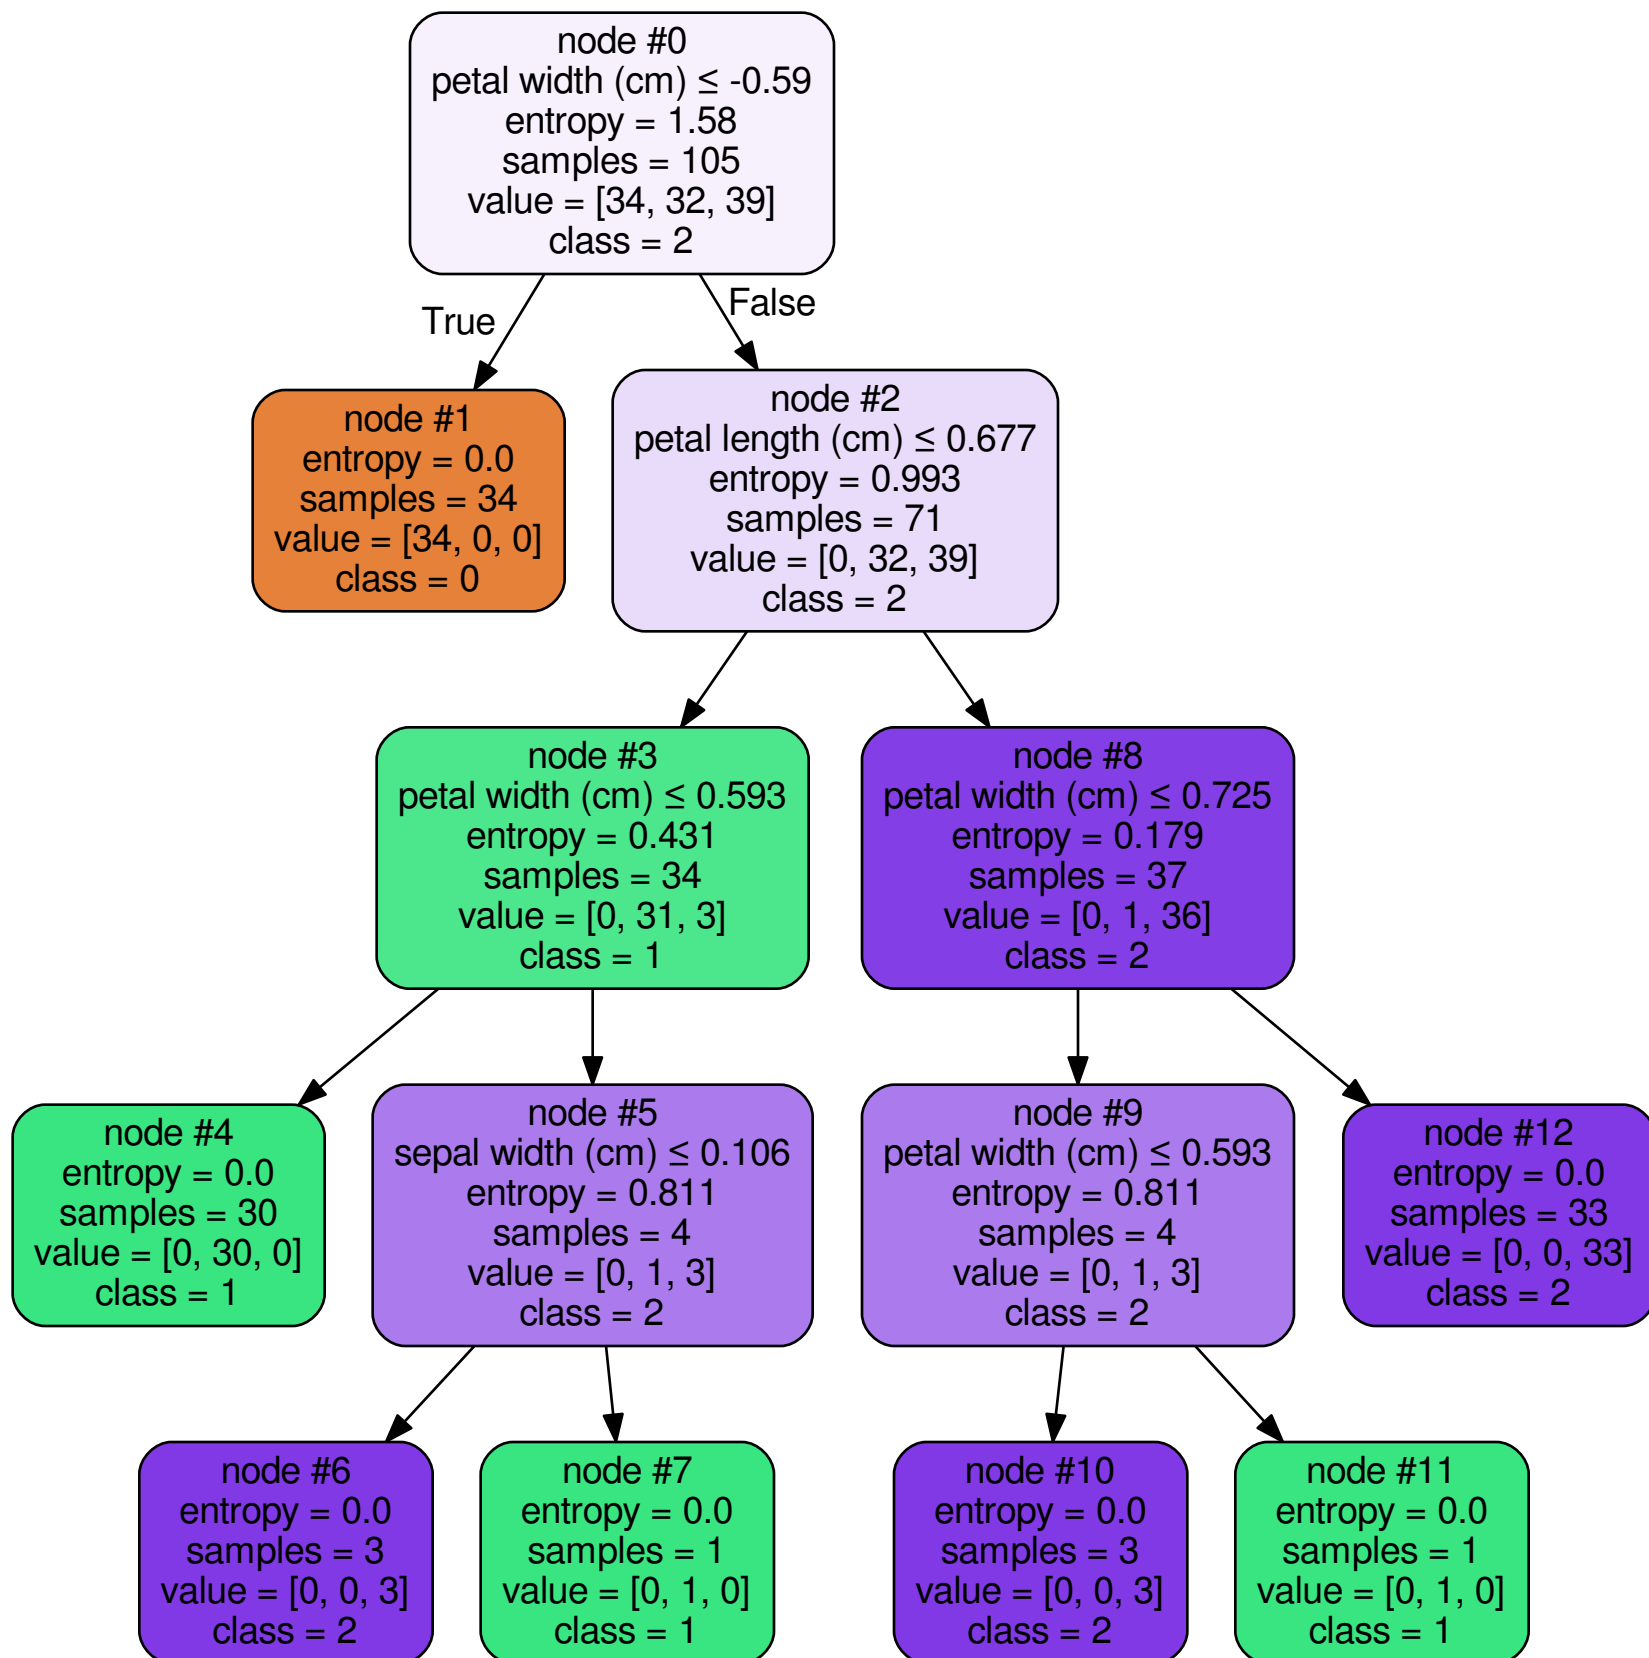 node #0
petal width (cm) ≤ -0.59
entropy = 1.58
samples = 105
value = [34, 32, 39]
class = 2
True
False
node #1
entropy = 0.0
samples = 34
value = [34, 0, 0]
class = 0
node #2
petal length (cm) ≤ 0.677
entropy = 0.993
samples = 71
value = [0, 32, 39]
class = 2
node #3
petal width (cm) ≤ 0.593
entropy = 0.431
samples = 34
value = [0, 31, 3]
class = 1
node #8
petal width (cm) ≤ 0.725
entropy = 0.179
samples = 37
value = [0, 1, 36]
class = 2
node #4
entropy = 0.0
samples = 30
value = [0, 30, 0]
class = 1
node #5
sepal width (cm) ≤ 0.106
entropy = 0.811
samples = 4
value = [0, 1, 3]
class = 2
node #9
petal width (cm) ≤ 0.593
entropy = 0.811
samples = 4
value = [0, 1, 3]
class = 2
node #12
entropy = 0.0
samples = 33
value = [0, 0, 33]
class = 2
node #6
entropy = 0.0
samples = 3
value = [0, 0, 3]
class = 2
node #7
entropy = 0.0
samples = 1
value = [0, 1, 0]
class = 1
node #10
entropy = 0.0
samples = 3
value = [0, 0, 3]
class = 2
node #11
entropy = 0.0
samples = 1
value = [0, 1, 0]
class = 1